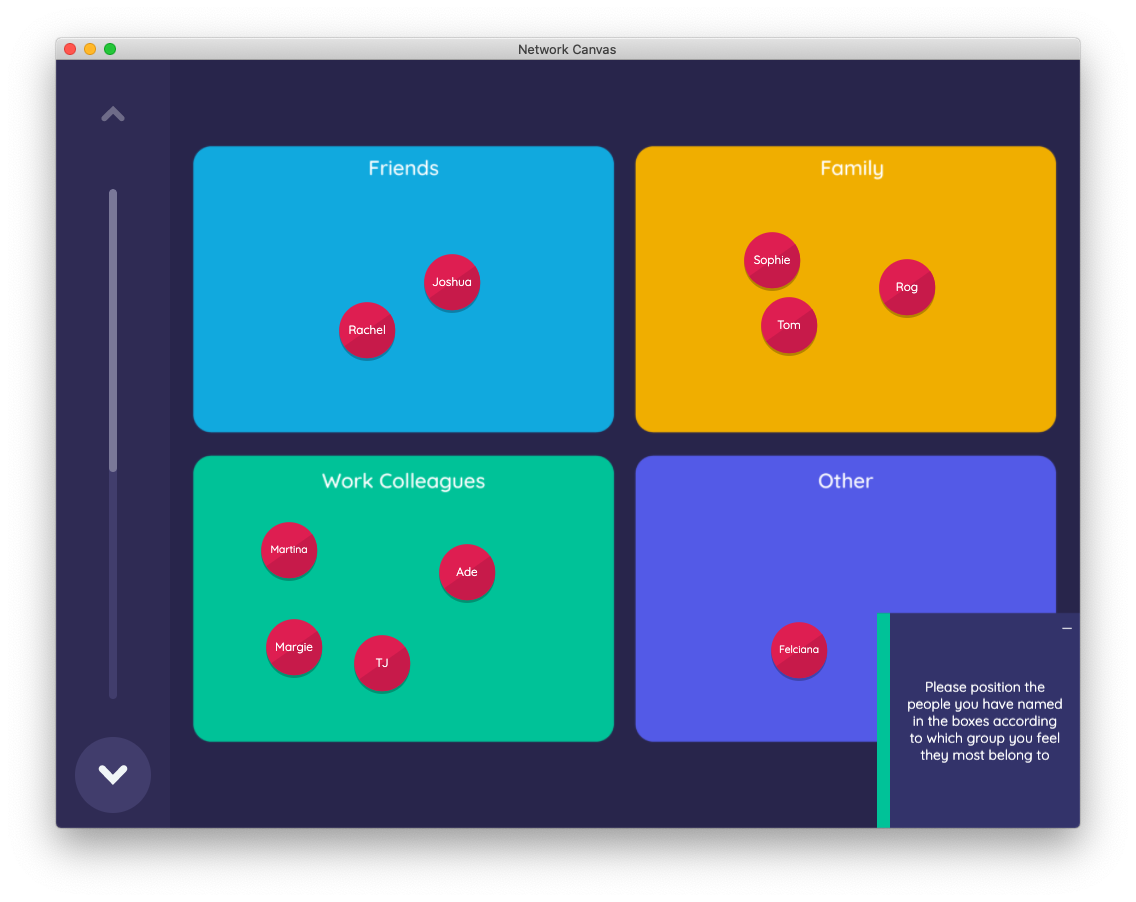 Network Canvas
Friends
Joshua
Rachel
Family
Sophie
Rog
Tom
Work Colleagues
Martina
Ade
Margie
TJ
Other
Felciana
Please position the
people you have named
in the boxes according
to which group you feel
they most belong to